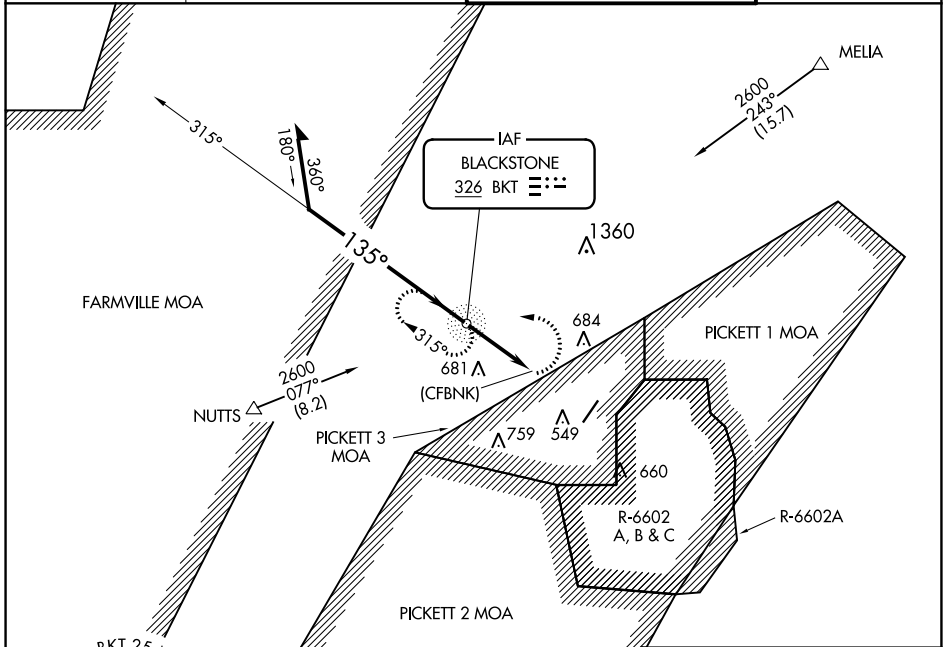 MELIA
2600
243°
(15.7)
315°
180°
360°
IAF
BLACKSTONE
326 BKT
135°
1360
FARMVILLE MOA
PICKETT 1 MOA
684
315°
681
(CFBNK)
2600
077°
(8.2)
NUTTS
PICKETT 3
MOA
759
549
660
R-6602
A, B & C
R-6602A
PICKETT 2 MOA
BKT 25